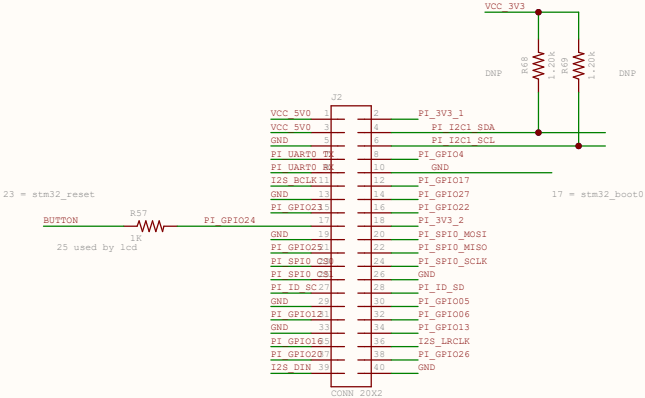 VCC_3V3
DNP
R68
1.20k
R69
1.20k
DNP
J2
VCC_5V0 1 2 PI_3V3_1
VCC_5V0 3 4 PI_I2C1_SDA
GND 5 6 PI_I2C1_SCL
PI_UART0_TX 8 PI_GPIO4
PI_UART0_RX 10 GND
I2S_BCLK 11 12 PI_GPIO17
GND 13 14 PI_GPIO27
PI_GPIO23 15 16 PI_GPIO22
23 = stm32_reset
17 = stm32_boot0
BUTTON R57 1K PI_GPIO24 17 18 PI_3V3_2
GND 19 20 PI_SPI0_MOSI
25 used by lcd
PI_GPIO25 21 22 PI_SPI0_MISO
PI_SPI0_CS0 24 PI_SPI0_SCLK
PI_SPI0_CS1 26 GND
PI_ID_SC 27 28 PI_ID_SD
GND 29 30 PI_GPIO05
PI_GPIO12 31 32 PI_GPIO06
GND 33 34 PI_GPIO13
PI_GPIO16 35 36 I2S_LRCLK
PI_GPIO20 37 38 PI_GPIO26
I2S_DIN 39 40 GND
CONN 20X2